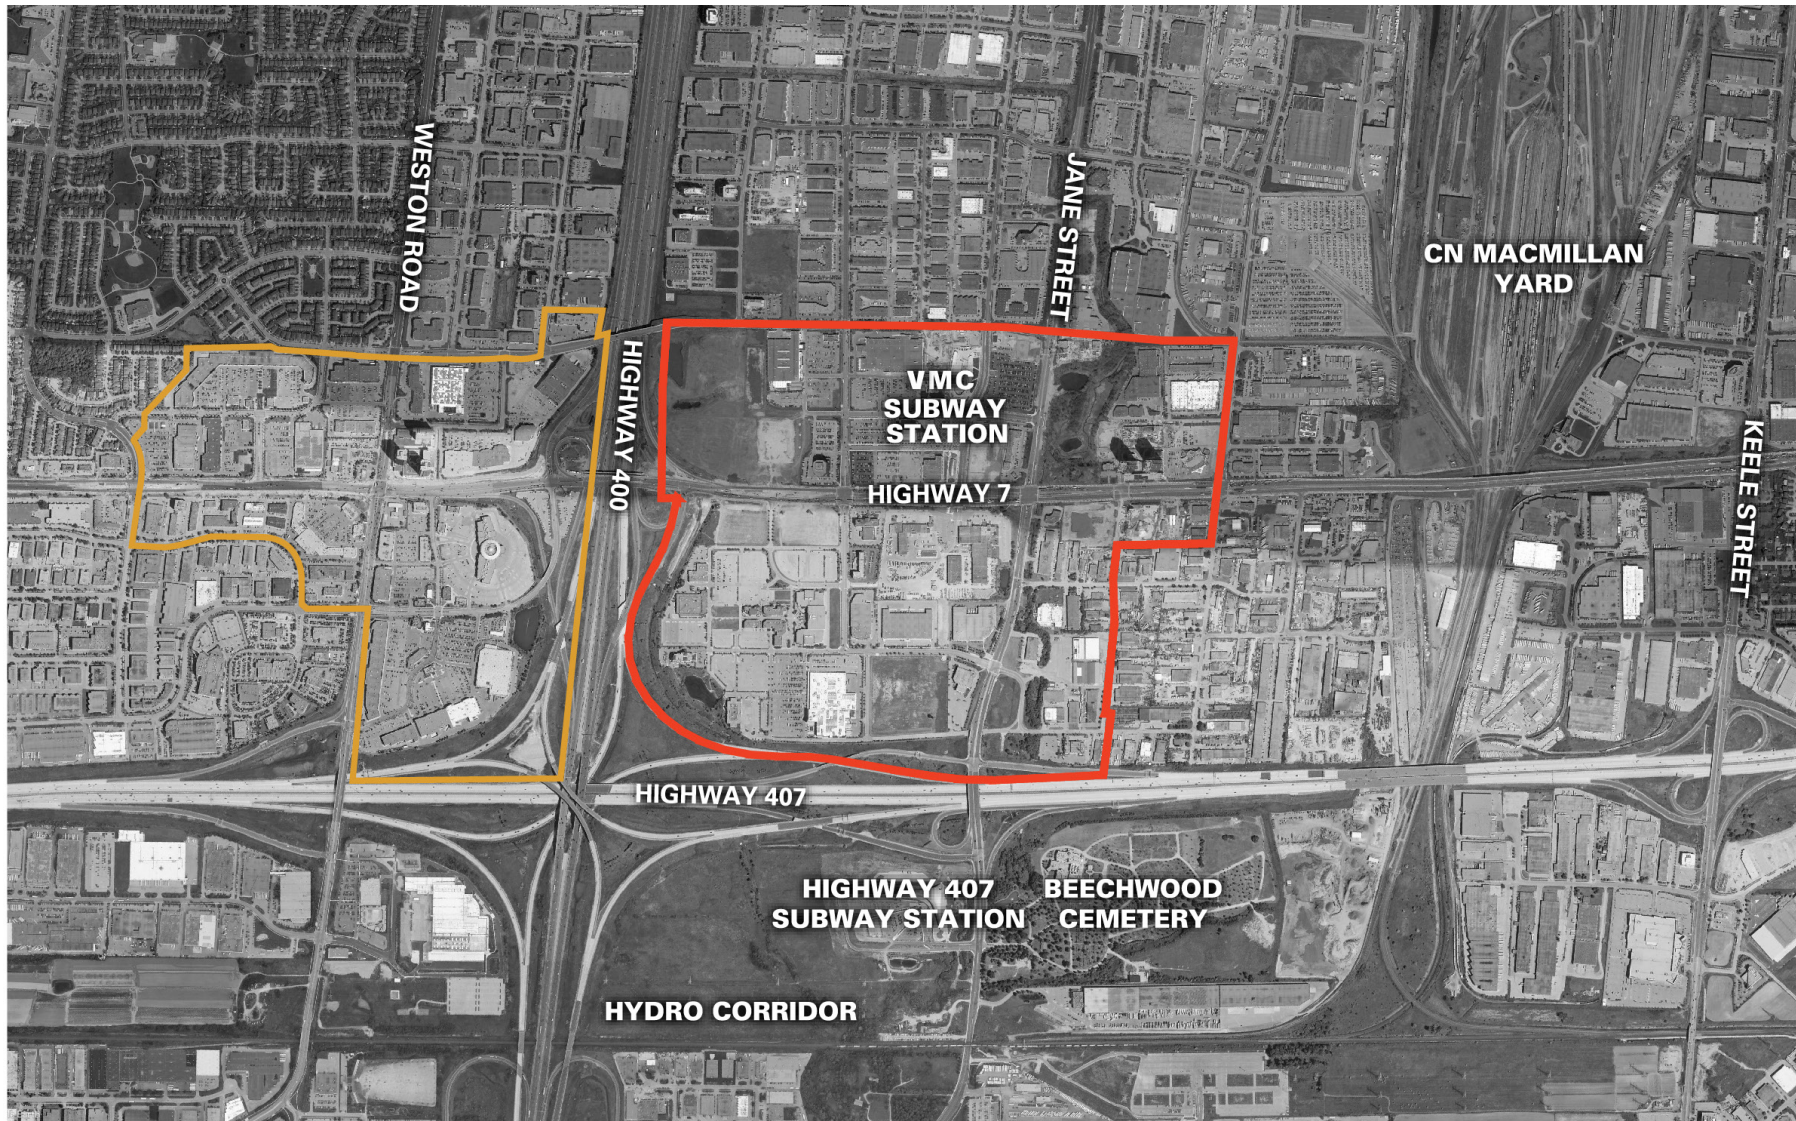 WESTON ROAD
JANE STREET
CN MACMILLAN
YARD
HIGHWAY 400
VMC
SUBWAY
STATION
HIGHWAY 7
KEELE STREET
HIGHWAY 407
HIGHWAY 407
SUBWAY STATION
BEECHWOOD
CEMETERY
HYDRO CORRIDOR